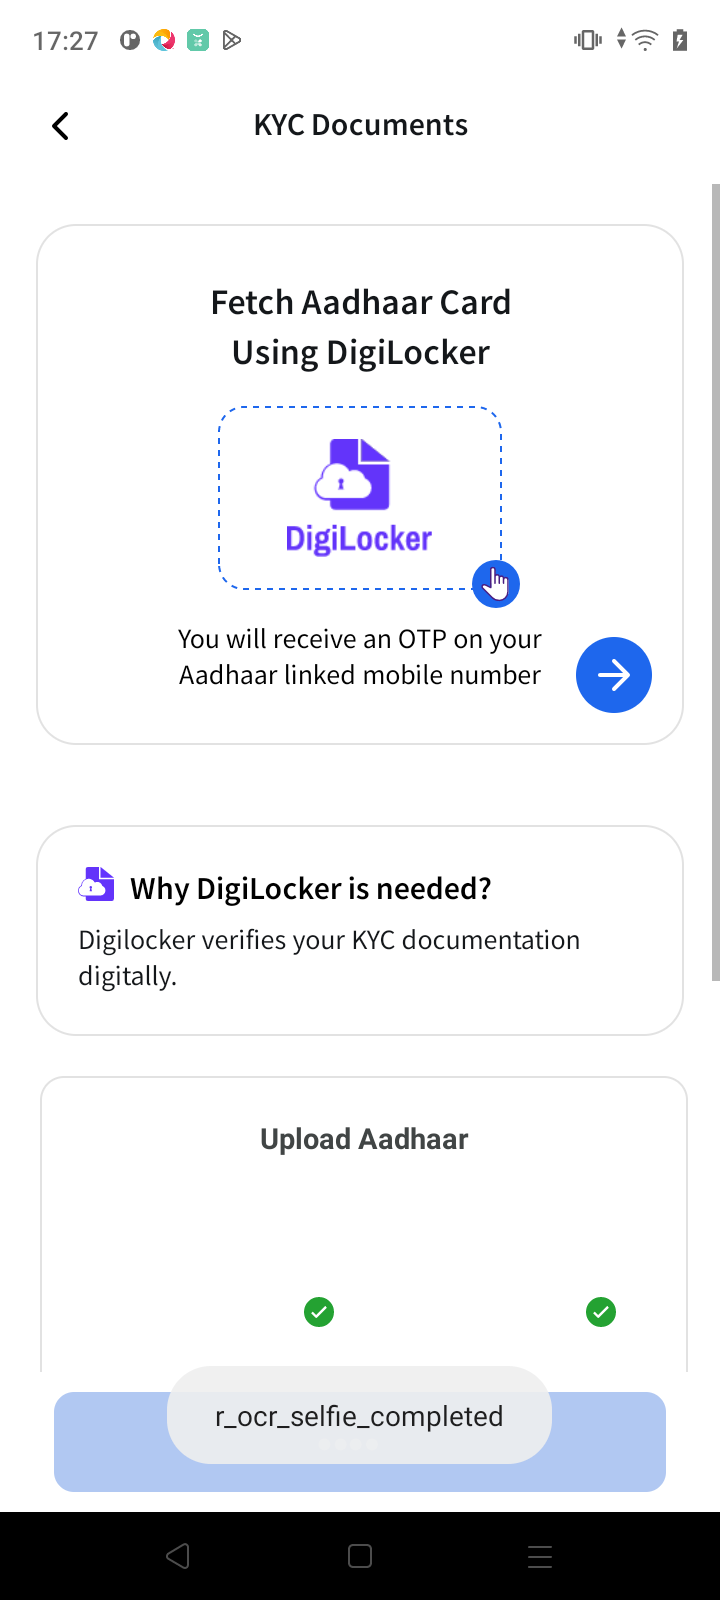 17:27
KYC Documents
Fetch Aadhaar Card
Using DigiLocker
DigiLocker
You will receive an OTP on your
Aadhaar linked mobile number
Why DigiLocker is needed?
Digilocker verifies your KYC documentation
digitally.
Upload Aadhaar
r_ocr_selfie_completed